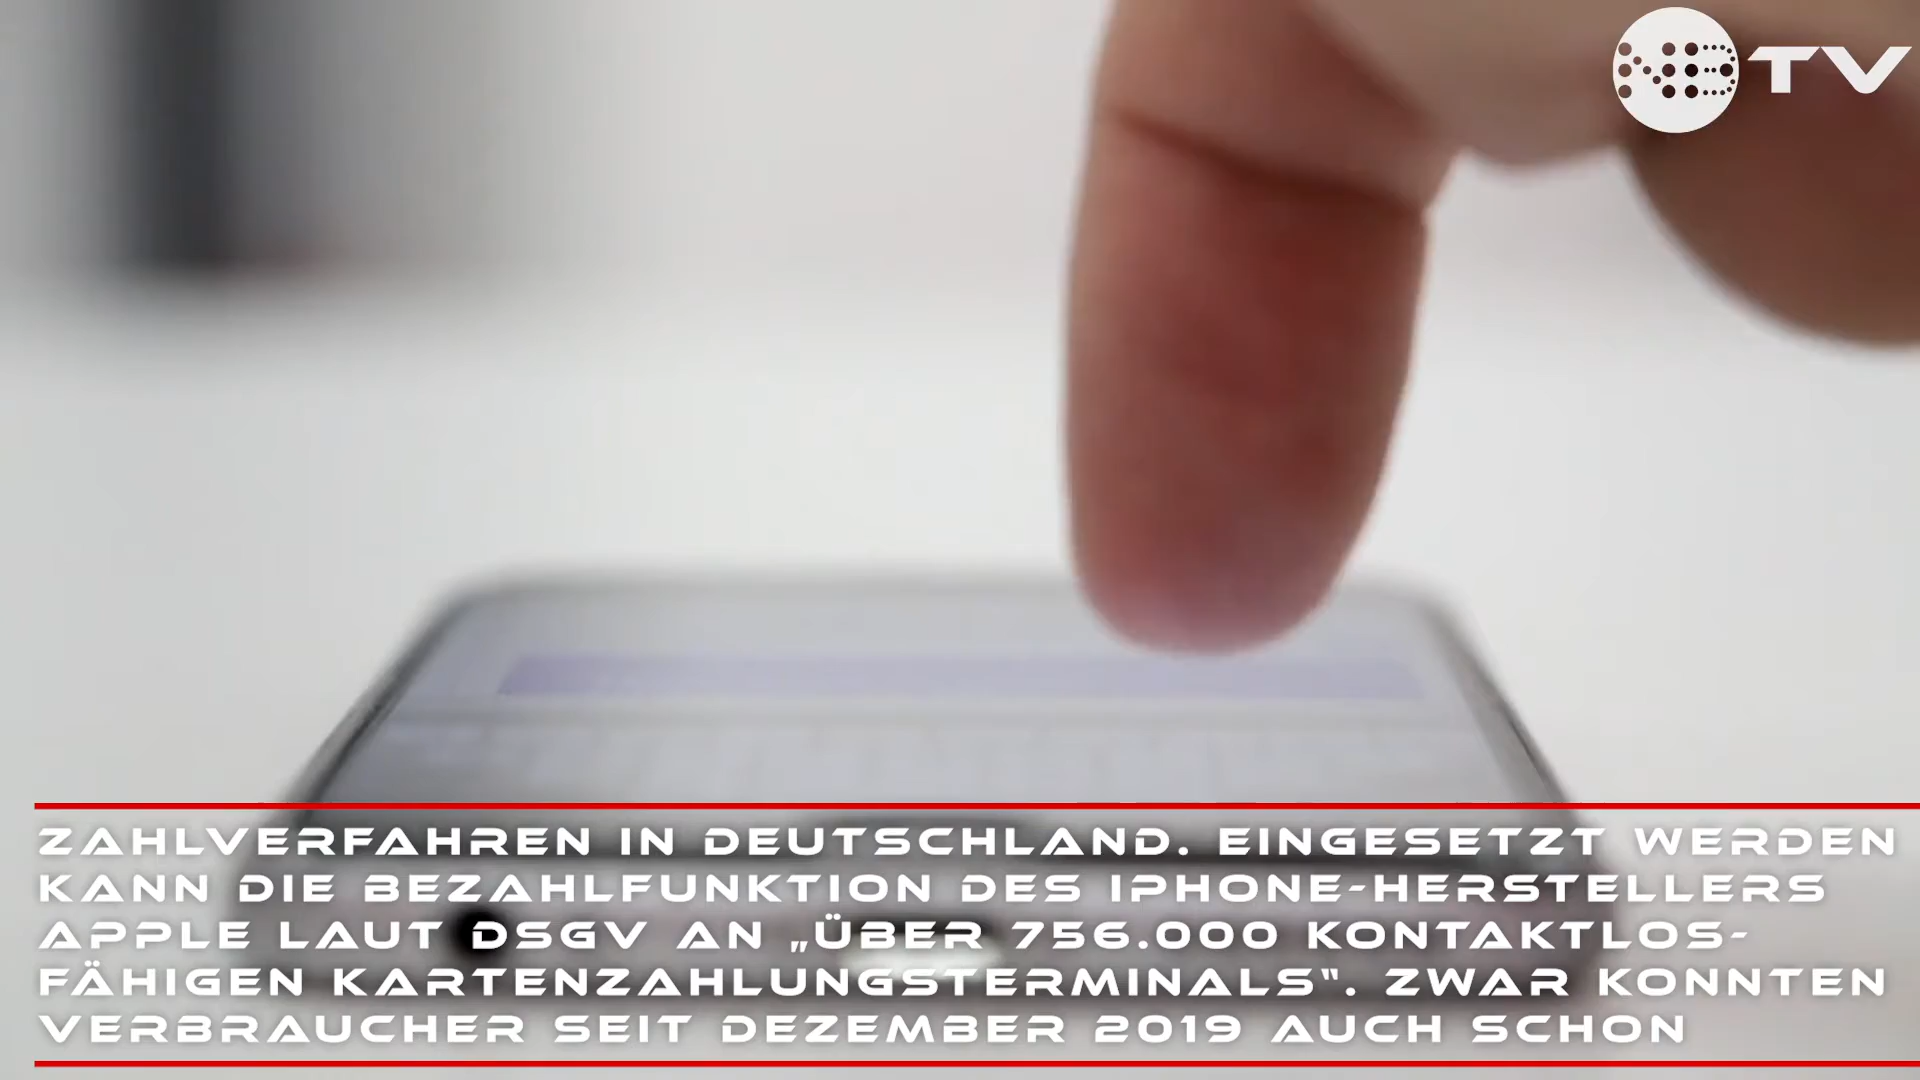 NB TV
ZAHLVERFAHREN IN DEUTSCHLAND. EINGESETZT WERDEN
KANN DIE BEZAHLFUNKTION DES IPHONE-HERSTELLERS
APPLE LAUT DSGV AN „ÜBER 756.000 KONTAKTLOS-
FÄHIGEN KARTENZAHLUNGSTERMINALS“. ZWAR KONNTEN
VERBRAUCHER SEIT DEZEMBER 2019 AUCH SCHON